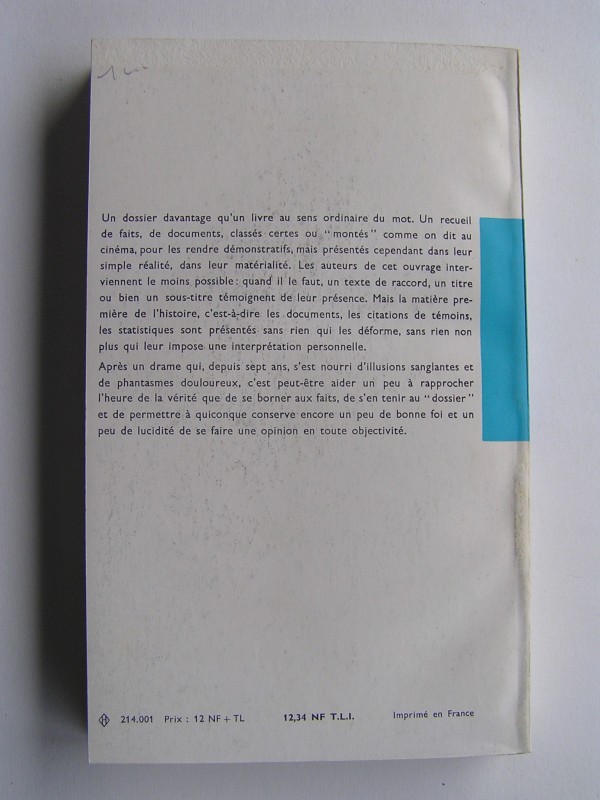 Un dossier davantage qu'un livre au sens ordinaire du mot. Un recueil
de faits, de documents, classés certes ou "montés" comme on dit au
cinéma, pour les rendre démonstratifs, mais présentés cependant dans leur
simple réalité, dans leur matérialité. Les auteurs de cet ouvrage inter-
viennent le moins possible : quand il le faut, un texte de raccord, un titre
ou bien un sous-titre témoignent de leur présence. Mais la matière pre-
mière de l'histoire, c'est-à-dire les documents, les citations de témoins,
les statistiques sont présentés sans rien qui les déforme, sans rien non
plus qui leur impose une interprétation personnelle.
Après un drame qui, depuis sept ans, s'est nourri d'illusions sanglantes et
de phantasmes douloureux, c'est peut-être aider un peu à rapprocher
l'heure de la vérité que de se borner aux faits, de s'en tenir au "dossier"
et de permettre à quiconque conserve encore un peu de bonne foi et un
peu de lucidité de se faire une opinion en toute objectivité.
214.001 Prix : 12 NF + TL 12,34 NF T.L.I. Imprimé en France